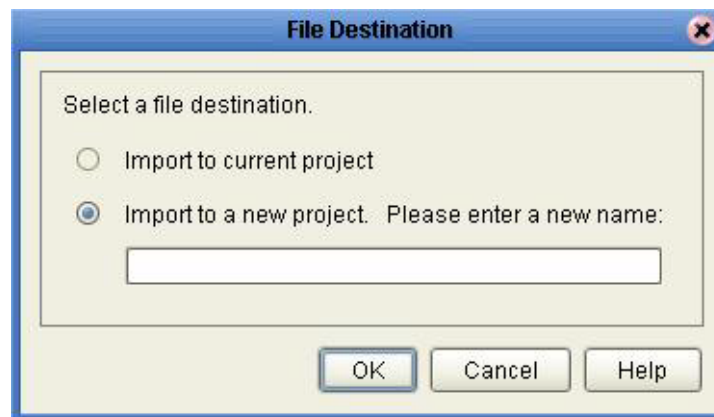 File Destination
Select a file destination.
Import to current project
Import to a new project. Please enter a new name:
OK Cancel Help